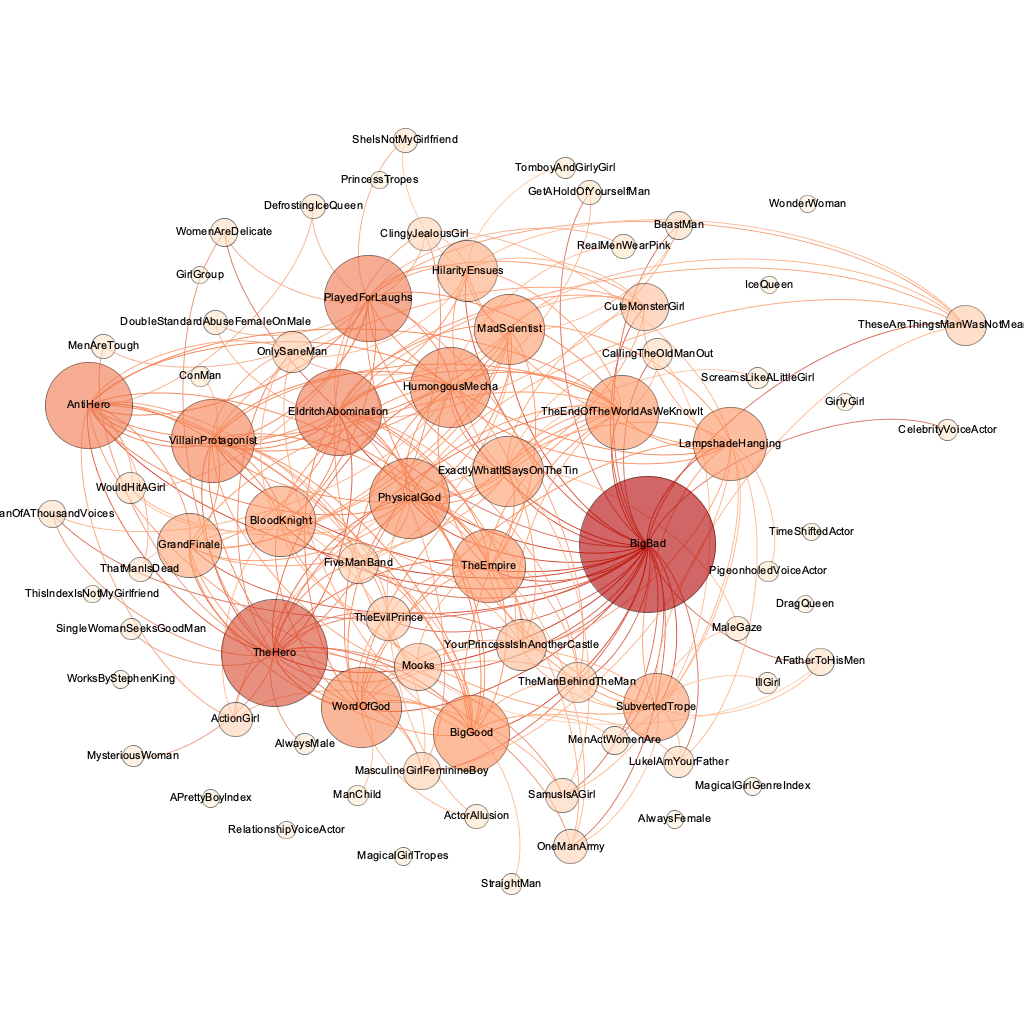 SheIsNotMyGirlfriend
TomboyAndGirlyGirl
PrincessTropes
GetAHoldOfYourselfMan
WonderWoman
DefrostingIceQueen
BeastMan
WomenAreDelicate
ClingyJealousGirl
RealMenWearPink
HilarityEnsues
GirlGroup
IceQueen
PlayedForLaughs
CuteMonsterGirl
DoubleStandardAbuseFemaleOnMale
MadScientist
TheseAreThingsManWasNotMean
MenAreTough
OnlySaneMan
CallingTheOldManOut
ConMan
ScreamsLikeALittleGirl
HumongousMecha
AntiHero
EldritchAbomination
TheEndOfTheWorldAsWeKnowIt
GirlyGirl
CelebrityVoiceActor
VillainProtagonist
LampshadeHanging
ExactlyWhatItSaysOnTheTin
WouldHitAGirl
PhysicalGod
anOfAThousandVoices
BloodKnight
TimeShiftedActor
GrandFinale
BigBad
FiveManBand
TheEmpire
ThatManIsDead
PigeonholedVoiceActor
ThisIndexIsNotMyGirlfriend
DragQueen
TheEvilPrince
SingleWomanSeeksGoodMan
MaleGaze
YourPrincessIsInAnotherCastle
TheHero
AFatherToHisMen
Mooks
WorksByStephenKing
TheManBehindTheMan
IllGirl
WordOfGod
SubvertedTrope
ActionGirl
BigGood
AlwaysMale
MenActWomenAre
MysteriousWoman
LukeIAmYourFather
MasculineGirlFeminineBoy
MagicalGirlGenreIndex
APrettyBoyIndex
ManChild
SamusIsAGirl
ActorAllusion
AlwaysFemale
RelationshipVoiceActor
OneManArmy
MagicalGirlTropes
StraightMan